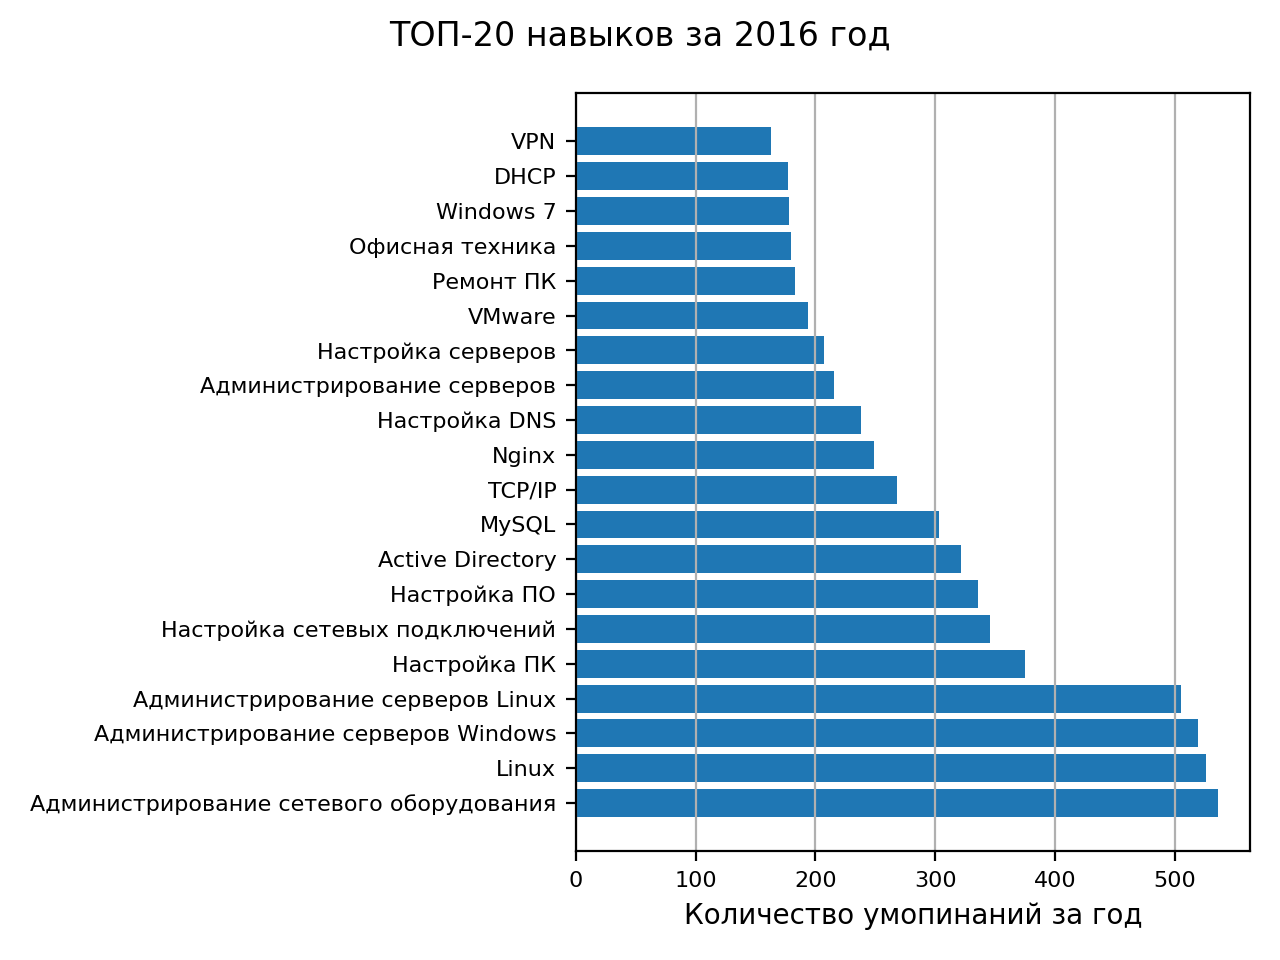 ТОП-20 навыков за 2016 год
VPN
DHCP
Windows 7
Офисная техника
Ремонт ПК
VMware
Настройка серверов
Администрирование серверов
Настройка DNS
Nginx
TCP/IP
MySQL
Active Directory
Настройка ПО
Настройка сетевых подключений
Настройка ПК
Администрирование серверов Linux
Администрирование серверов Windows
Linux
Администрирование сетевого оборудования
0 100 200 300 400 500
Количество умопинаний за год